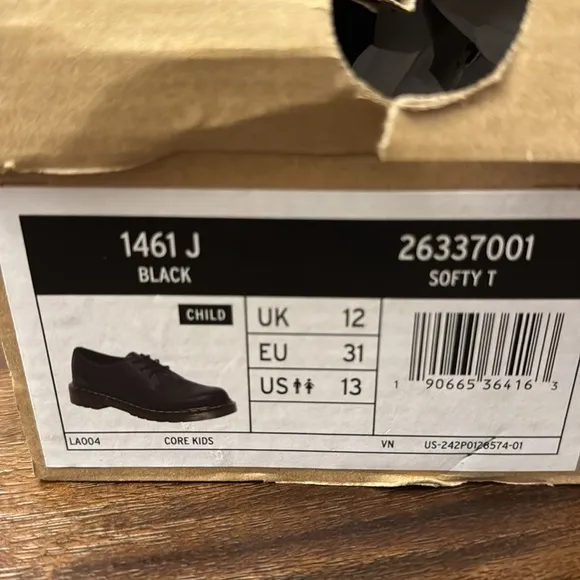 1461 J
BLACK
26337001
SOFTY T
CHILD
UK 12
EU 31
US 13
1 90665 36416 3
LA004 CORE KIDS VN US-242P0126574-01